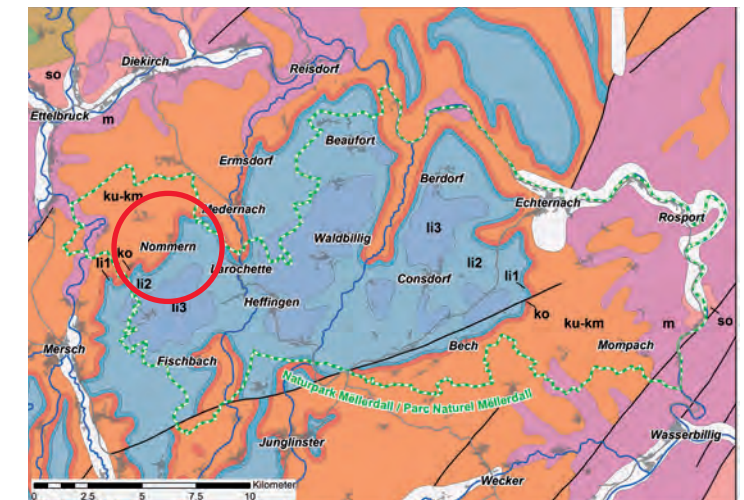 so
Diekirch
Reisdorf
Ettelbruck
m
Beaufort
Ermsdorf
Berdorf
ku-km
Echternach
Medernach
Rosport
Nommern
Waldbillig
li3
ko
li1
Larochette
li2
li2
Consdorf
li1
Heffingen
li3
ko
ku-km
m
so
Mersch
Bech
Mompach
Fischbach
Naturpark Mëllerdall / Parc Naturel Mëllerdall
Junglinster
Wasserbillig
Wecker
Kilometer
0 2.5 5 7.5 10